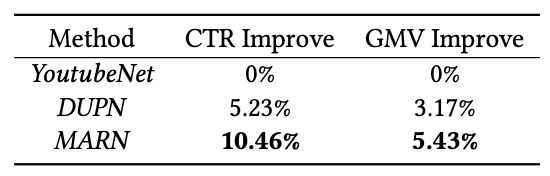 Method CTR Improve GMV Improve
YoutubeNet 0% 0%
DUPN 5.23% 3.17%
MARN 10.46% 5.43%